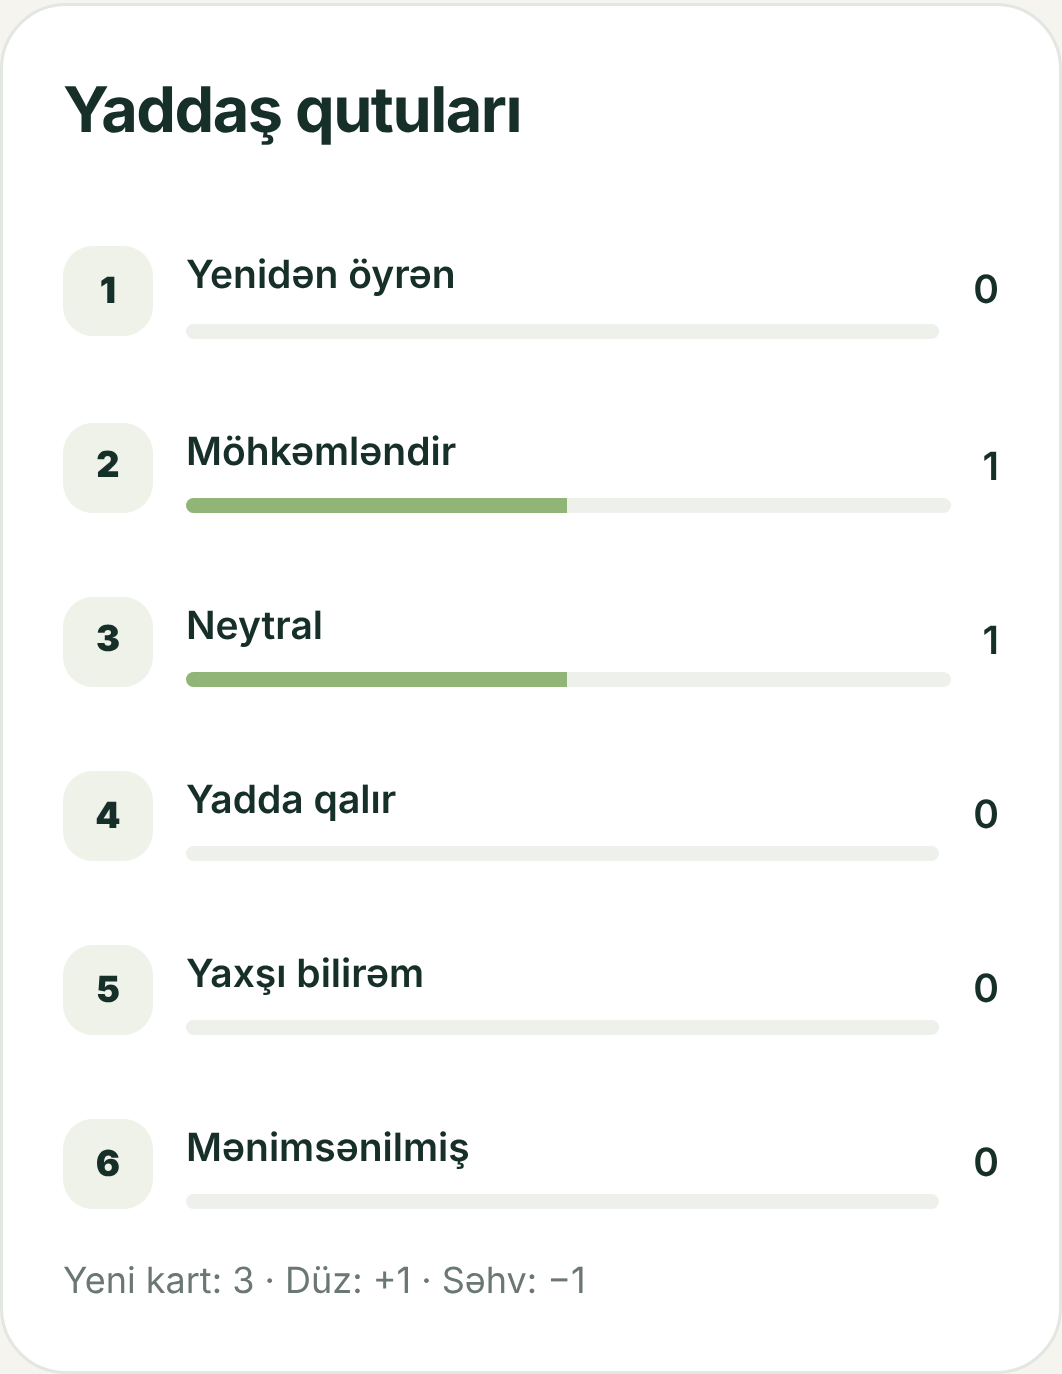 Yaddaş qutuları
1 Yenidən öyrən 0
2 Möhkəmləndir 1
3 Neytral 1
4 Yadda qalır 0
5 Yaxşı bilirəm 0
6 Mənimsənilmiş 0
Yeni kart: 3 · Düz: +1 · Səhv: −1